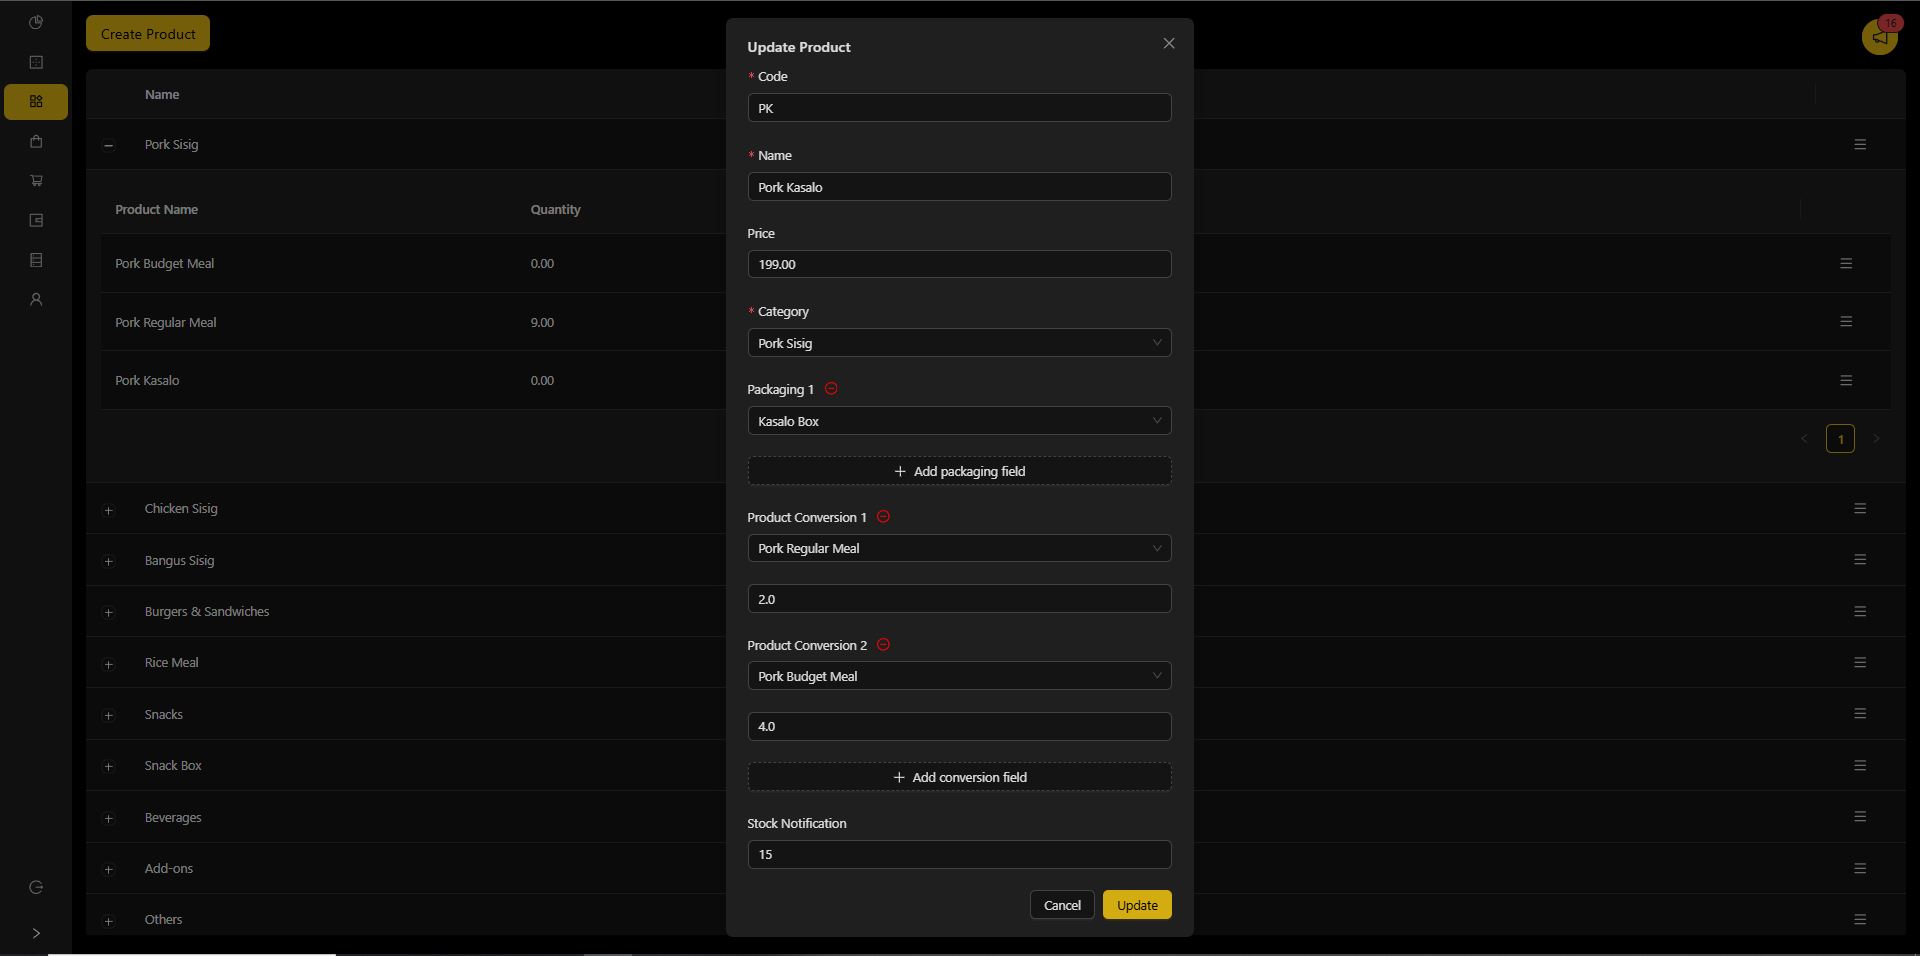 Create Product
16
Name
Pork Sisig
Product Name Quantity
Pork Budget Meal 0.00
Pork Regular Meal 9.00
Pork Kasalo 0.00
1
Chicken Sisig
Bangus Sisig
Burgers & Sandwiches
Rice Meal
Snacks
Snack Box
Beverages
Add-ons
Others
Update Product
* Code
PK
* Name
Pork Kasalo
Price
199.00
* Category
Pork Sisig
Packaging 1
Kasalo Box
+ Add packaging field
Product Conversion 1
Pork Regular Meal
2.0
Product Conversion 2
Pork Budget Meal
4.0
+ Add conversion field
Stock Notification
15
Cancel Update